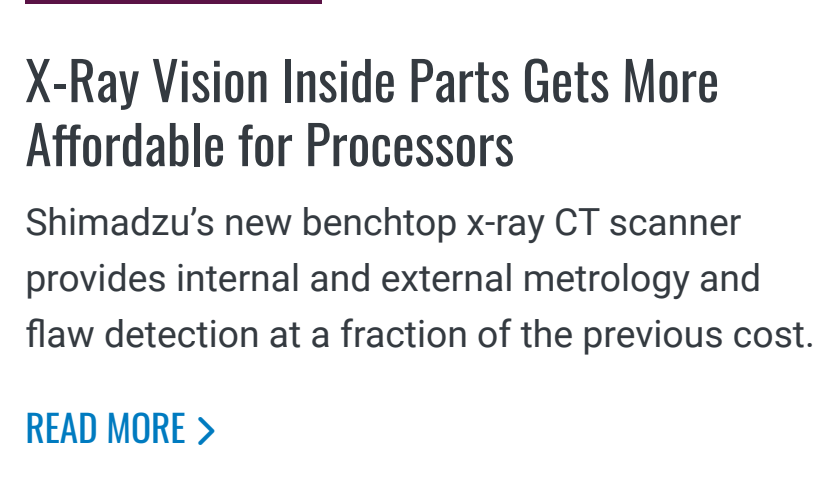 X-Ray Vision Inside Parts Gets More
Affordable for Processors
Shimadzu’s new benchtop x-ray CT scanner
provides internal and external metrology and
flaw detection at a fraction of the previous cost.
READ MORE